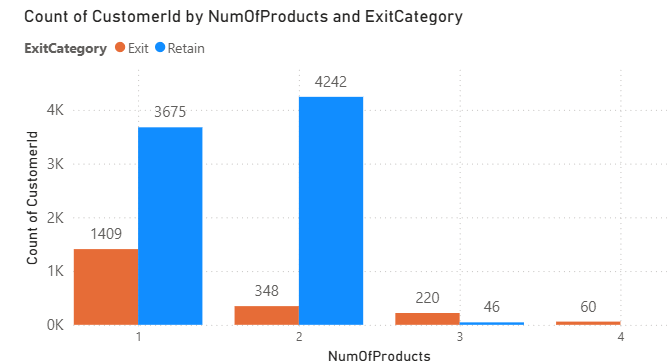 Count of CustomerId by NumOfProducts and ExitCategory
ExitCategory Exit Retain
Count of CustomerId
4K
3K
2K
1K
0K
1409
3675
348
4242
220
46
60
1 2 3 4
NumOfProducts